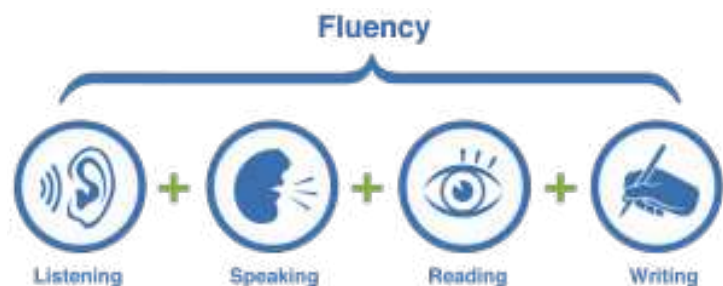 Fluency
Listening + Speaking + Reading + Writing